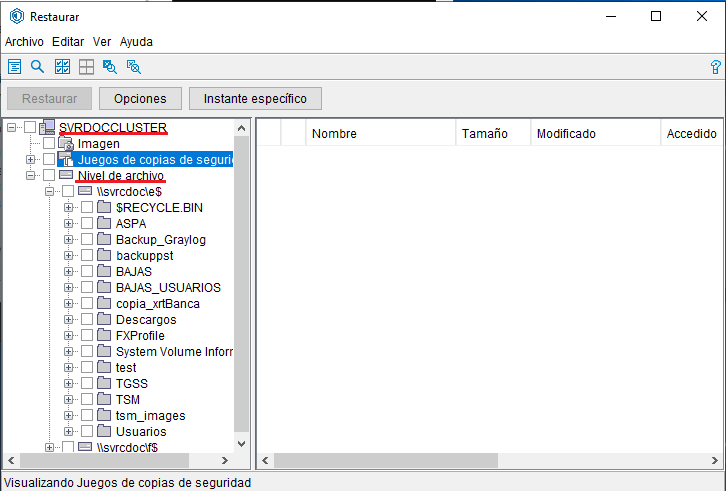 Restaurar
Archivo Editar Ver Ayuda
Restaurar Opciones Instante específico
SVRDOCCLUSTER
Imagen
Juegos de copias de seguri
Nivel de archivo
\\svrcdoc\e$
$RECYCLE.BIN
ASPA
Backup_Graylog
backuppst
BAJAS
BAJAS_USUARIOS
copia_xrtBanca
Descargos
FXProfile
System Volume Inforr
test
TGSS
TSM
tsm_images
Usuarios
\\svrcdoc\f$
Nombre Tamaño Modificado Accedido
Visualizando Juegos de copias de seguridad